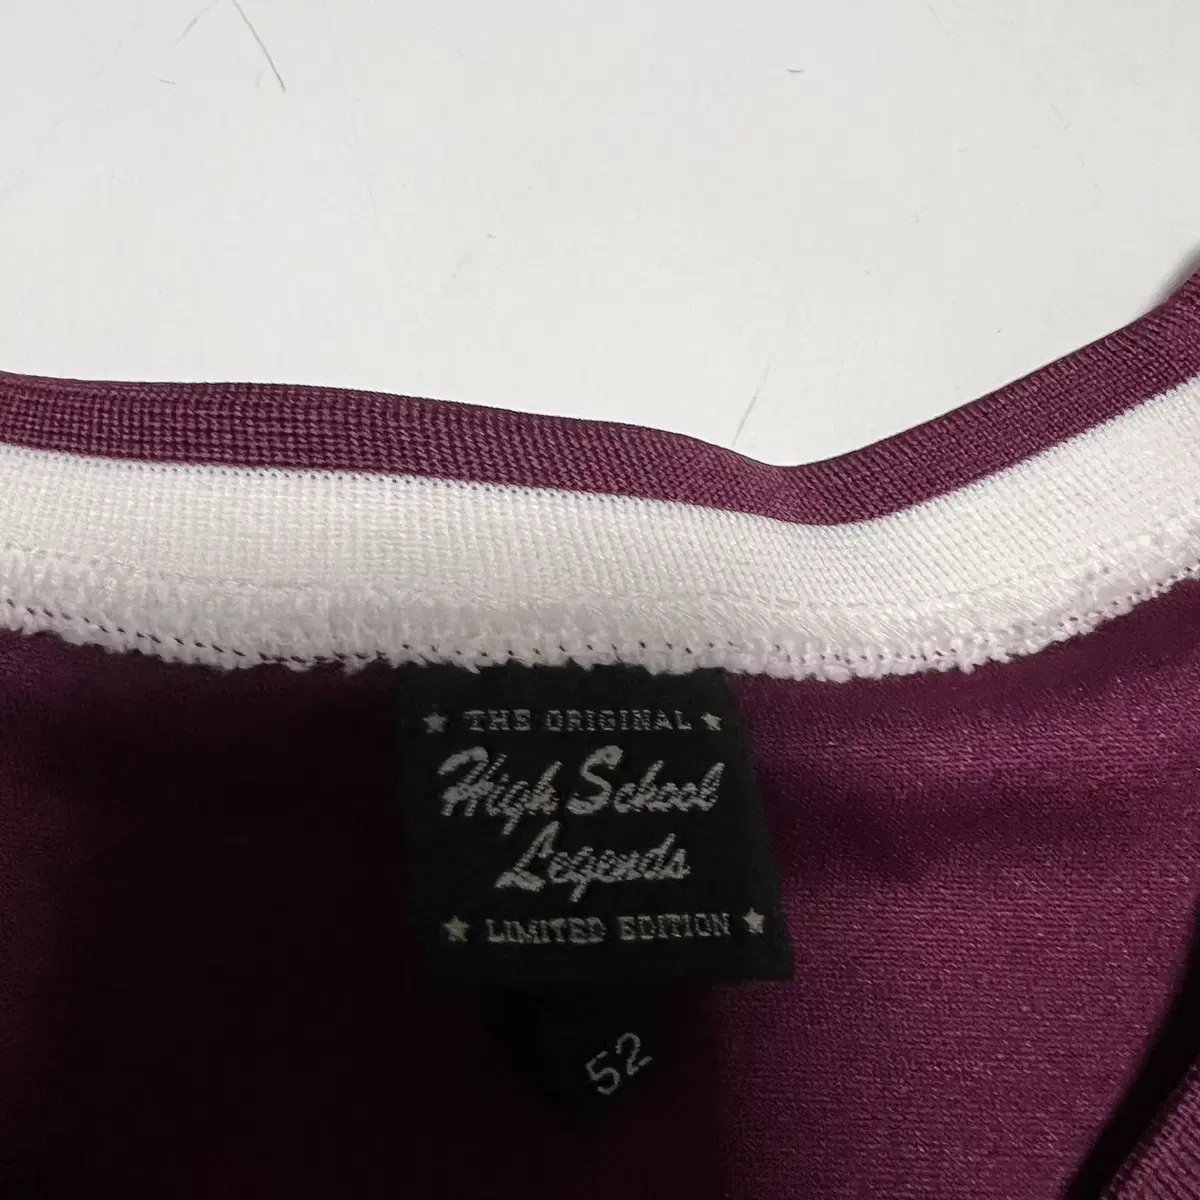 ★ THE ORIGINAL ★
High School
Legends
★ LIMITED EDITION ★
52